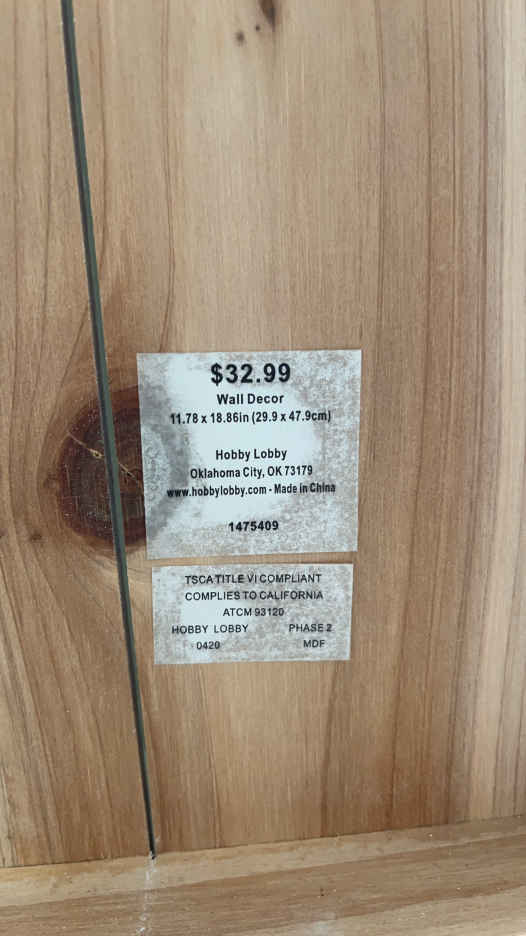 $32.99
Wall Decor
11.78 x 18.86in (29.9 x 47.9cm)
Hobby Lobby
Oklahoma City, OK 73179
www.hobbylobby.com - Made in China
1475409
TSCA TITLE VI COMPLIANT
COMPLIES TO CALIFORNIA
ATCM 93120
HOBBY LOBBY PHASE 2
0420 MDF